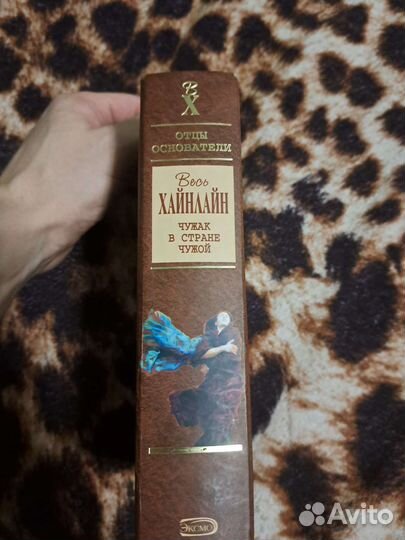 В
Х
ОТЦЫ
ОСНОВАТЕЛИ
Весь
ХАЙНЛАЙН
ЧУЖАК
В СТРАНЕ
ЧУЖОЙ
ЭКСМО
Avito